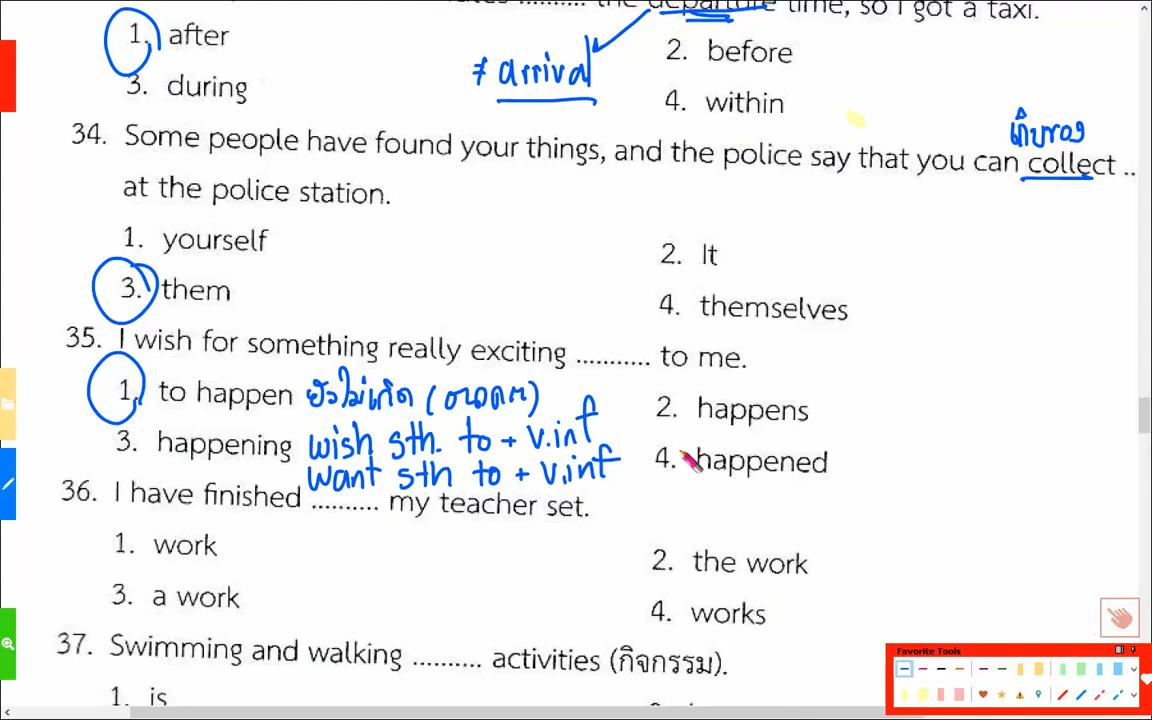 .......... the departure time, so I got a taxi.
1. after
2. before
≠ arrival
3. during
4. within
เก็บของ
34. Some people have found your things, and the police say that you can collect ..
at the police station.
1. yourself
2. It
3. them
4. themselves
35. I wish for something really exciting .......... to me.
1. to happen ยังไม่เกิด (อนาคต)
2. happens
3. happening wish sth. to + v.inf
4. happened
want sth to + v.inf
36. I have finished .......... my teacher set.
1. work
2. the work
3. a work
4. works
37. Swimming and walking .......... activities (กิจกรรม).
1. is
Favorite Tools